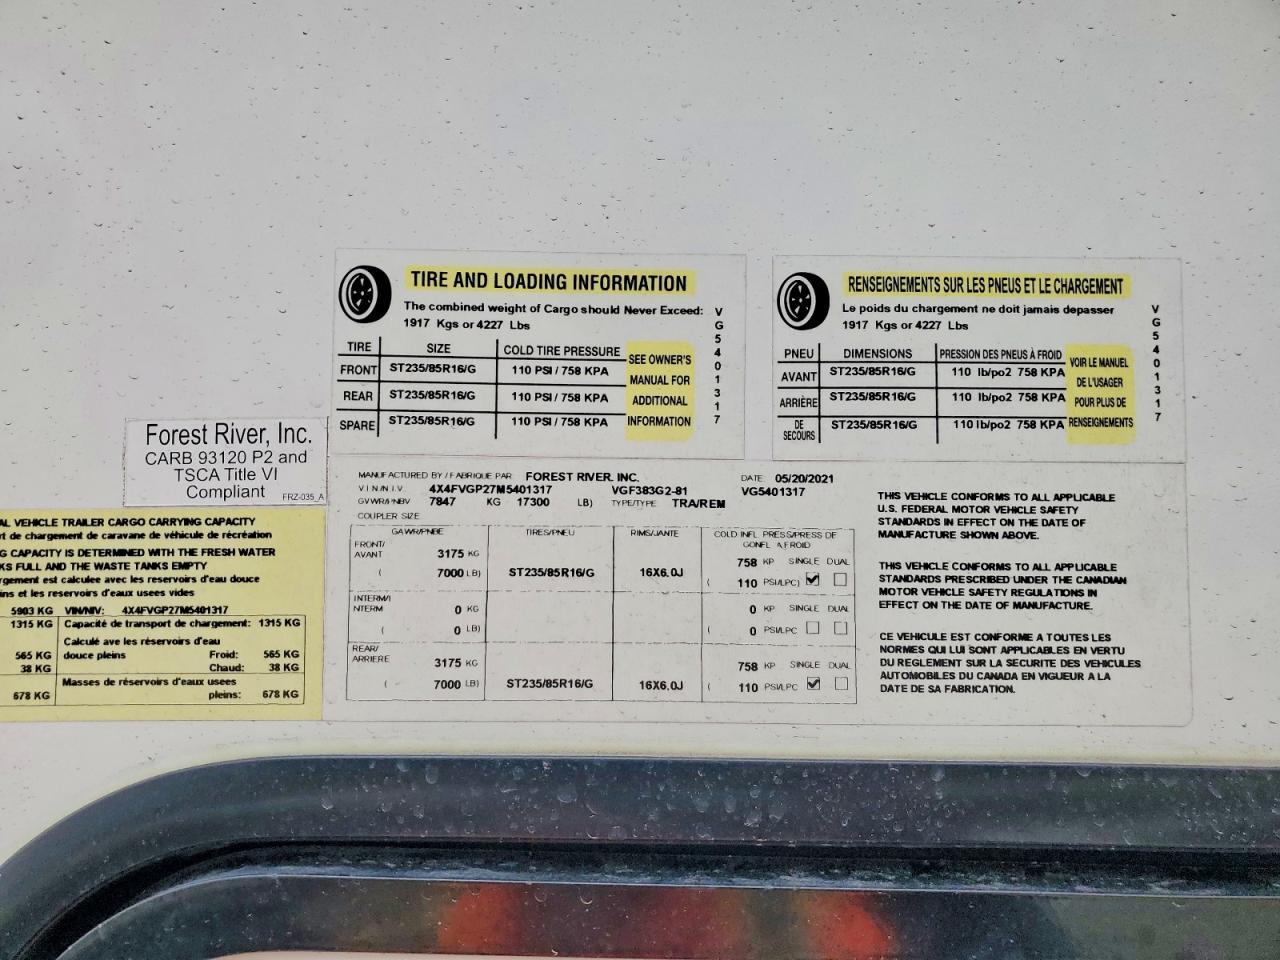 TIRE AND LOADING INFORMATION
The combined weight of Cargo should Never Exceed:
1917 Kgs or 4227 Lbs
TIRE SIZE COLD TIRE PRESSURE
FRONT ST235/85R16/G 110 PSI / 758 KPA
REAR ST235/85R16/G 110 PSI / 758 KPA
SPARE ST235/85R16/G 110 PSI / 758 KPA
SEE OWNER'S
MANUAL FOR
ADDITIONAL
INFORMATION
VG5401317
RENSEIGNEMENTS SUR LES PNEUS ET LE CHARGEMENT
Le poids du chargement ne doit jamais depasser
1917 Kgs or 4227 Lbs
PNEU DIMENSIONS PRESSION DES PNEUS À FROID
AVANT ST235/85R16/G 110 lb/po2 758 KPA
ARRIÈRE ST235/85R16/G 110 lb/po2 758 KPA
DE SECOURS ST235/85R16/G 110 lb/po2 758 KPA
VOIR LE MANUEL
DE L'USAGER
POUR PLUS DE
RENSEIGNEMENTS
VG5401317
Forest River, Inc.
CARB 93120 P2 and
TSCA Title VI
Compliant
FRZ-035_A
AL VEHICLE TRAILER CARGO CARRYING CAPACITY
rt de chargement de caravane de véhicule de récréation
G CAPACITY IS DETERMINED WITH THE FRESH WATER
KS FULL AND THE WASTE TANKS EMPTY
rgement est calculee avec les reservoirs d'eau douce
ins et les reservoirs d'eaux usees vides
5903 KG VIN/NIV: 4X4FVGP27M5401317
1315 KG Capacite de transport de chargement: 1315 KG
Calculé ave les réservoirs d'eau
565 KG douce pleins Froid: 565 KG
38 KG Chaud: 38 KG
Masses de réservoirs d'eaux usees
678 KG pleins: 678 KG
MANUFACTURED BY / FABRIQUE PAR FOREST RIVER, INC. DATE 05/20/2021
V I N / N I V. 4X4FVGP27M5401317 VGF383G2-81 VG5401317
GVWR/PNBV 7847 KG 17300 LB) TYPE/TYPE TRA/REM
COUPLER SIZE
GAWR/PNBE TIRES/PNEU RIMS/JANTE COLD INFL PRESS/PRESS DE
GONFL A FROID
FRONT/
AVANT 3175 KG 758 KP SINGLE DUAL
( 7000 LB) ST235/85R16/G 16X6.0J ( 110 PSI/LPC) ☑ ☐
INTERM/I
NTERM 0 KG 0 KP SINGLE DUAL
( 0 LB) ( 0 PSI/LPC ☐ ☐
REAR/
ARRIERE 3175 KG 758 KP SINGLE DUAL
( 7000 LB) ST235/85R16/G 16X6.0J ( 110 PSI/LPC ☑ ☐
THIS VEHICLE CONFORMS TO ALL APPLICABLE
U.S. FEDERAL MOTOR VEHICLE SAFETY
STANDARDS IN EFFECT ON THE DATE OF
MANUFACTURE SHOWN ABOVE.
THIS VEHICLE CONFORMS TO ALL APPLICABLE
STANDARDS PRESCRIBED UNDER THE CANADIAN
MOTOR VEHICLE SAFETY REGULATIONS IN
EFFECT ON THE DATE OF MANUFACTURE.
CE VEHICULE EST CONFORME A TOUTES LES
NORMES QUI LUI SONT APPLICABLES EN VERTU
DU REGLEMENT SUR LA SECURITE DES VEHICULES
AUTOMOBILES DU CANADA EN VIGUEUR A LA
DATE DE SA FABRICATION.